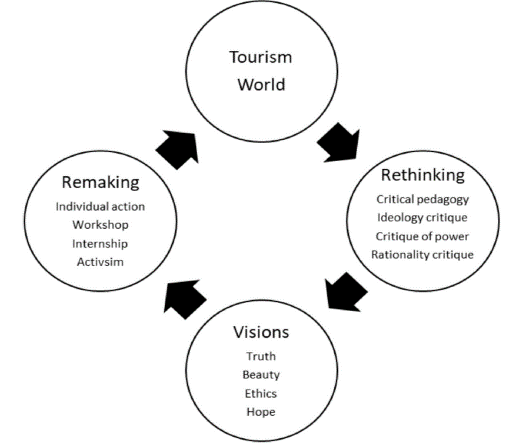 Tourism
World
Rethinking
Critical pedagogy
Ideology critique
Critique of power
Rationality critique
Visions
Truth
Beauty
Ethics
Hope
Remaking
Individual action
Workshop
Internship
Activsim